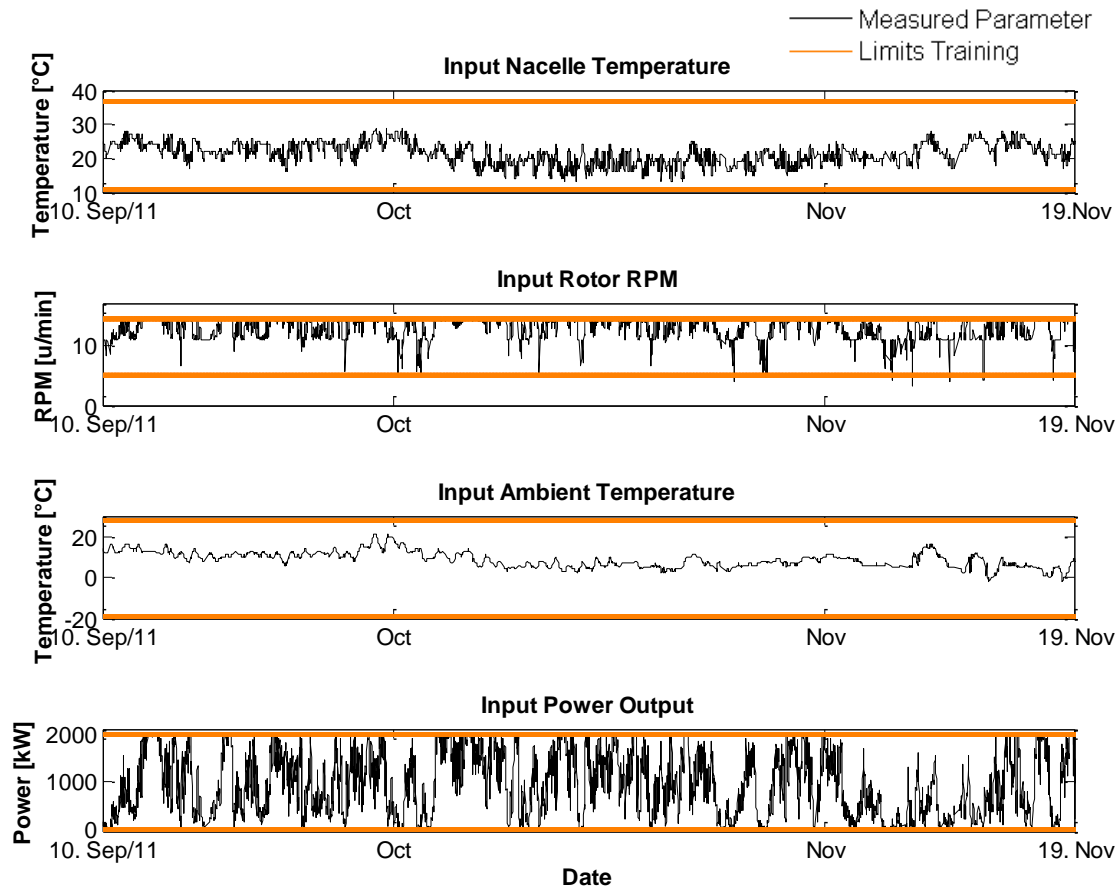 Measured Parameter
Limits Training
Input Nacelle Temperature
Temperature [°C]
40
30
20
10
10. Sep/11 Oct Nov 19.Nov
Input Rotor RPM
RPM [u/min]
10
0
10. Sep/11 Oct Nov 19. Nov
Input Ambient Temperature
Temperature [°C]
20
0
-20
10. Sep/11 Oct Nov 19. Nov
Input Power Output
Power [kW]
2000
1000
0
10. Sep/11 Oct Nov 19. Nov
Date